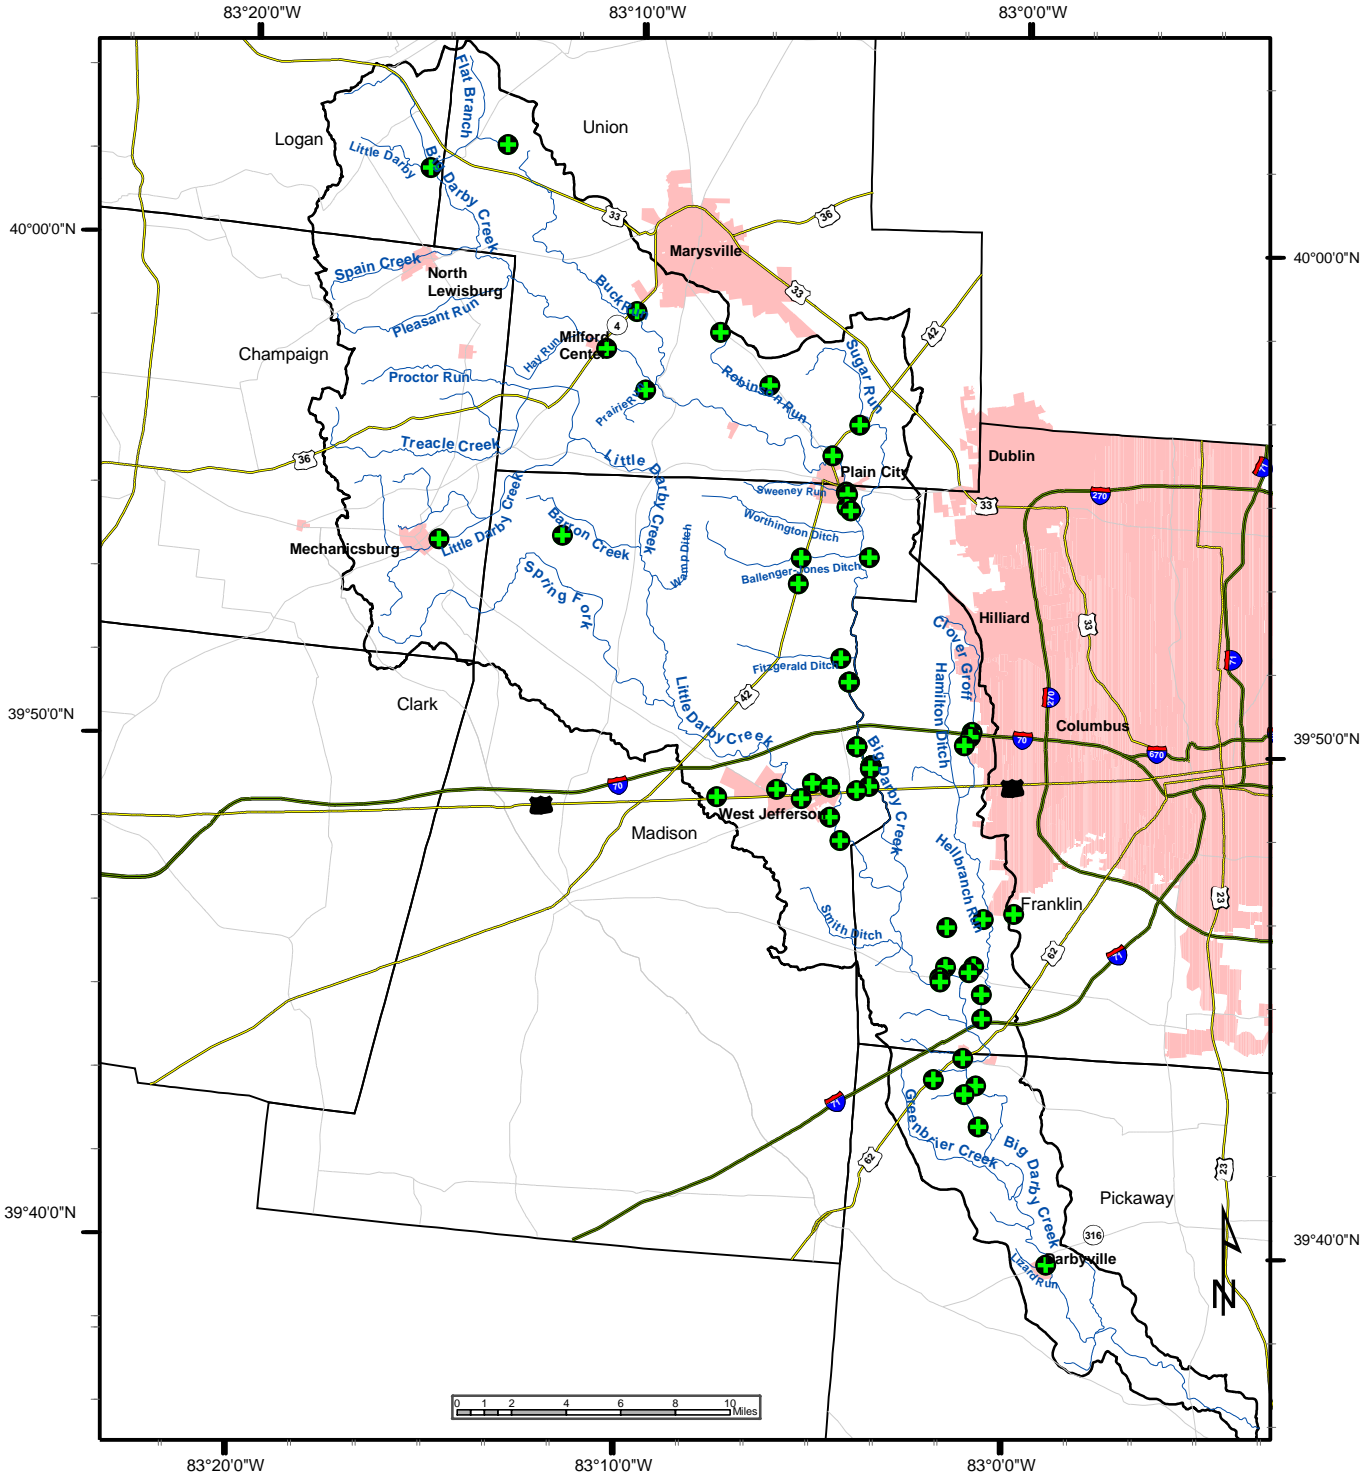 83°20'0"W
83°10'0"W
83°0'0"W
Flat Branch
Union
Logan
Little Darby
Big Darby Creek
33
36
40°00'0"N
Marysville
40°00'0"N
Spain Creek
North
Lewisburg
Buck Run
33
Pleasant Run
4
42
Champaign
Hay Run
Milford
Center
Sugar Run
Proctor Run
Robinson Run
Prairie Run
Treacle Creek
36
Little Darby Creek
Dublin
71
Plain City
Sweeney Run
270
33
Little Darby Creek
Barron Creek
Worthington Ditch
Mechanicsburg
Wamp Ditch
Ballenger-Jones Ditch
Spring Fork
Clover Groff
Hilliard
33
Fitzgerald Ditch
71
Hamilton Ditch
Clark
42
270
39°50'0"N
Little Darby Creek
Columbus
39°50'0"N
70
670
Big Darby Creek
70
West Jefferson
Madison
Hellbranch Run
23
Franklin
Smith Ditch
62
71
71
Greenbrier Creek
62
Big Darby Creek
23
Pickaway
39°40'0"N
316
39°40'0"N
Darbyville
Lizard Run
N
0 1 2 4 6 8 10
Miles
83°20'0"W
83°10'0"W
83°0'0"W